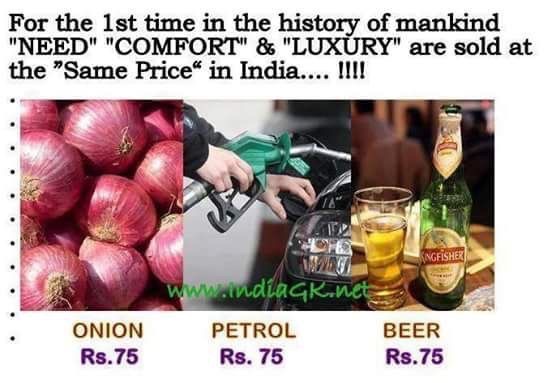 For the 1st time in the history of mankind
"NEED" "COMFORT" & "LUXURY" are sold at
the ”Same Price“ in India.... !!!!
KINGFISHER
www.indiaGK.net
ONION PETROL BEER
Rs.75 Rs. 75 Rs.75